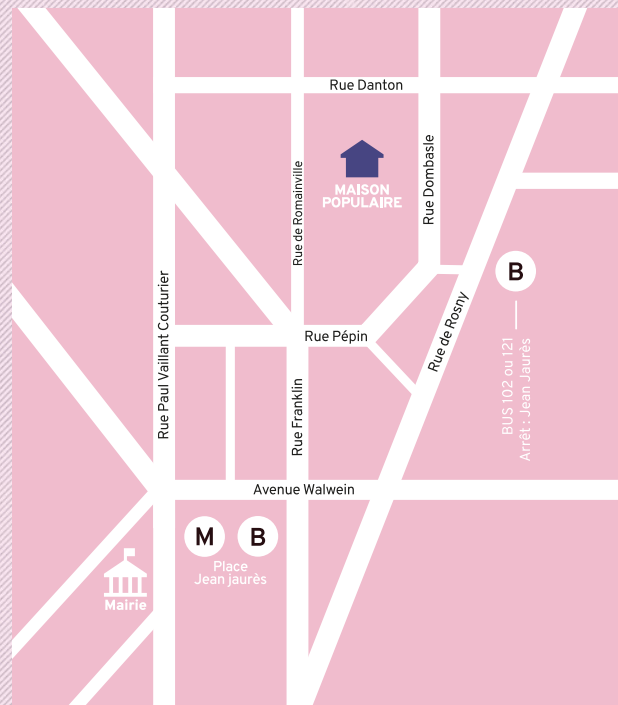 Rue Danton
MAISON
POPULAIRE
Rue de Romainville
Rue Dombasle
B
BUS 102 ou 121
Arrêt : Jean Jaurès
Rue Paul Vaillant Couturier
Rue Pépin
Rue de Rosny
Rue Franklin
Avenue Walwein
M
B
Place
Jean jaurès
Mairie